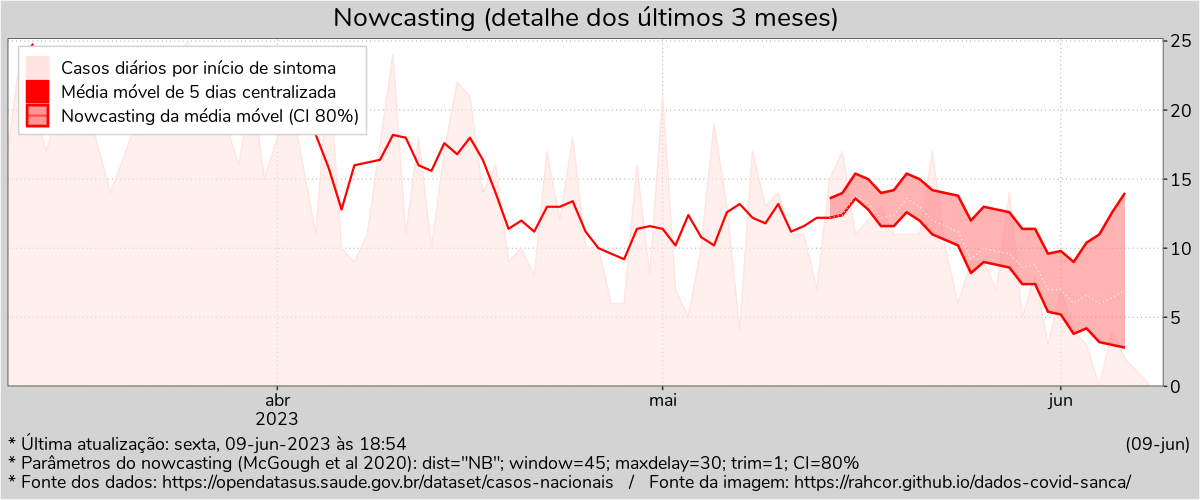 Nowcasting (detalhe dos últimos 3 meses)
Casos diários por início de sintoma
Média móvel de 5 dias centralizada
Nowcasting da média móvel (CI 80%)
25
20
15
10
5
0
abr
2023
mai
jun
* Última atualização: sexta, 09-jun-2023 às 18:54
(09-jun)
* Parâmetros do nowcasting (McGough et al 2020): dist="NB"; window=45; maxdelay=30; trim=1; CI=80%
* Fonte dos dados: https://opendatasus.saude.gov.br/dataset/casos-nacionais / Fonte da imagem: https://rahcor.github.io/dados-covid-sanca/